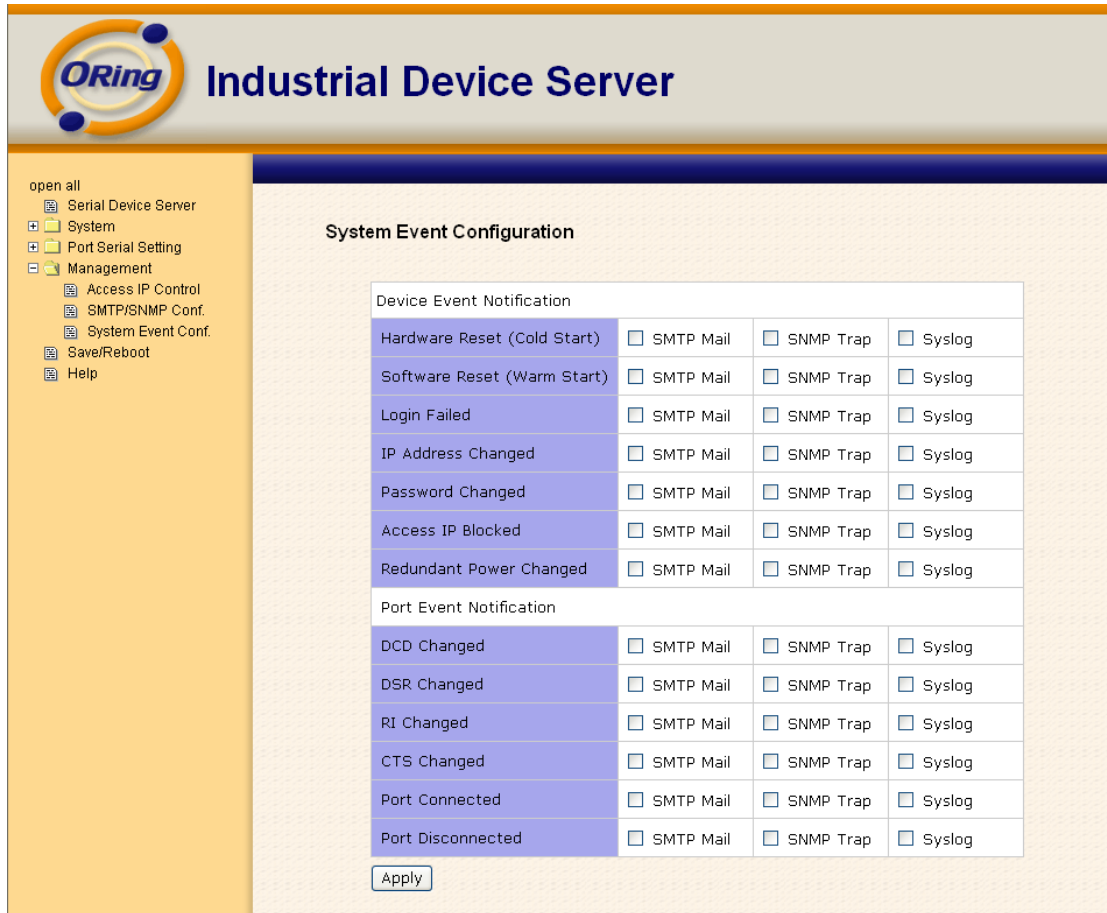 ORing
Industrial Device Server
open all
Serial Device Server
System
Port Serial Setting
Management
Access IP Control
SMTP/SNMP Conf.
System Event Conf.
Save/Reboot
Help
System Event Configuration
Device Event Notification
Hardware Reset (Cold Start) SMTP Mail SNMP Trap Syslog
Software Reset (Warm Start) SMTP Mail SNMP Trap Syslog
Login Failed SMTP Mail SNMP Trap Syslog
IP Address Changed SMTP Mail SNMP Trap Syslog
Password Changed SMTP Mail SNMP Trap Syslog
Access IP Blocked SMTP Mail SNMP Trap Syslog
Redundant Power Changed SMTP Mail SNMP Trap Syslog
Port Event Notification
DCD Changed SMTP Mail SNMP Trap Syslog
DSR Changed SMTP Mail SNMP Trap Syslog
RI Changed SMTP Mail SNMP Trap Syslog
CTS Changed SMTP Mail SNMP Trap Syslog
Port Connected SMTP Mail SNMP Trap Syslog
Port Disconnected SMTP Mail SNMP Trap Syslog
Apply